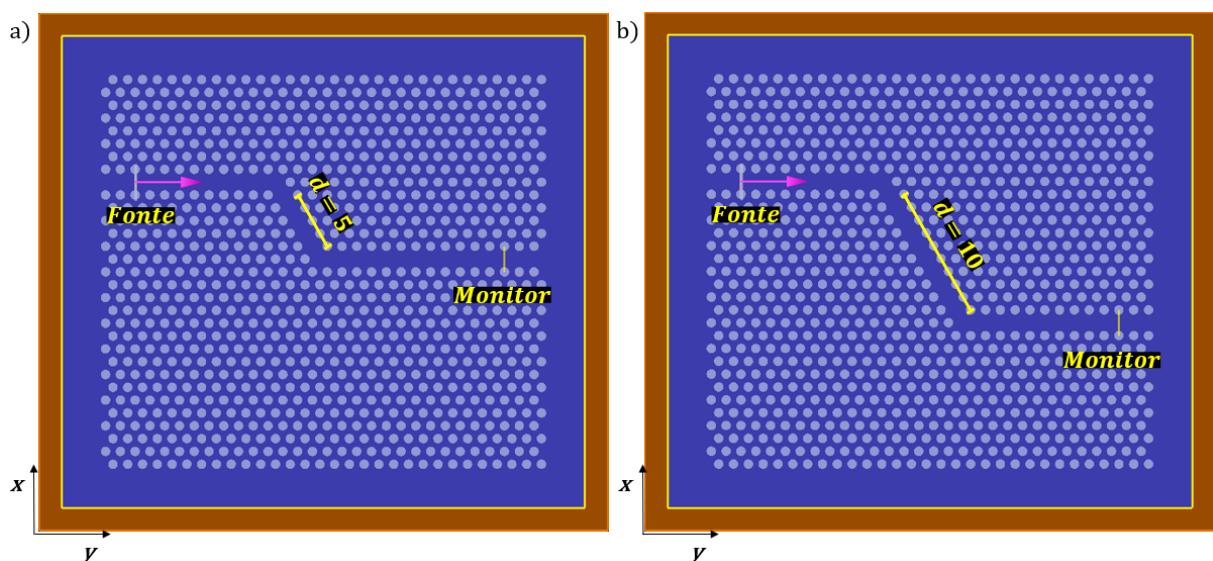 a)
Fonte
d = 5
Monitor
x
y
b)
Fonte
d = 10
Monitor
x
y